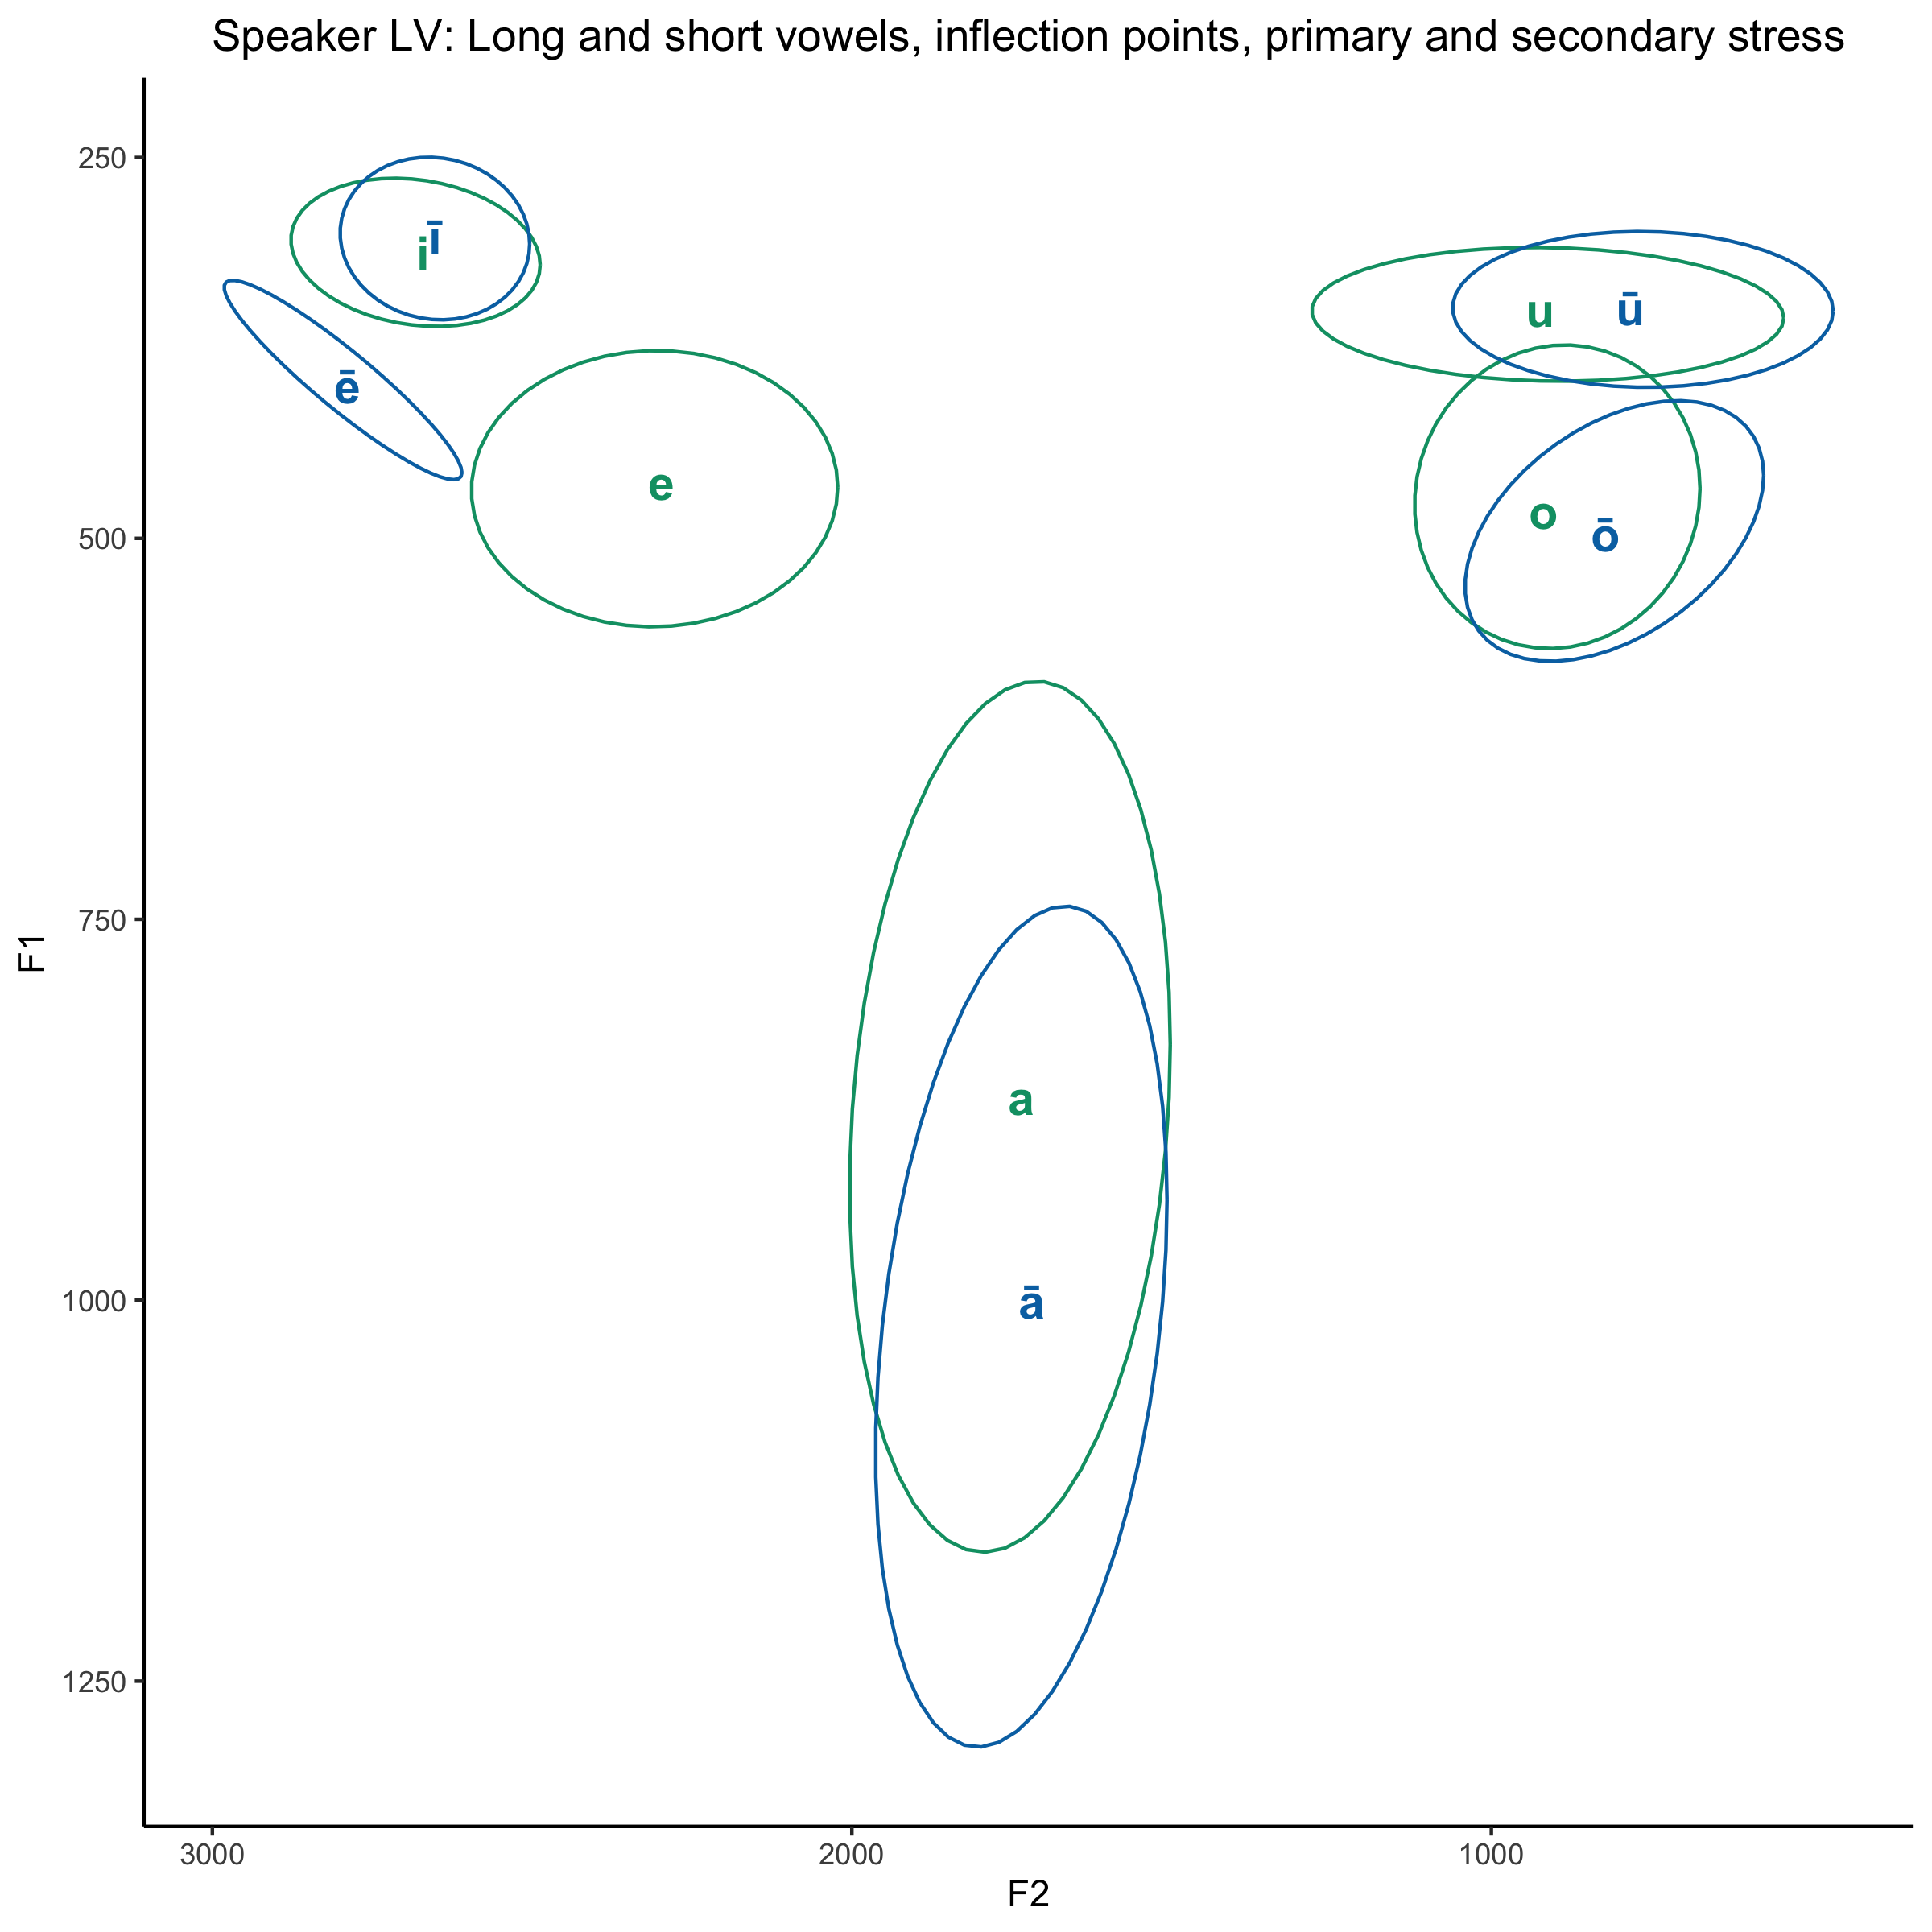 Speaker LV: Long and short vowels, inflection points, primary and secondary stress
250
i ī
u ū
ē
e
500
o ō
750
F1
a
1000
ā
1250
3000 2000 1000
F2